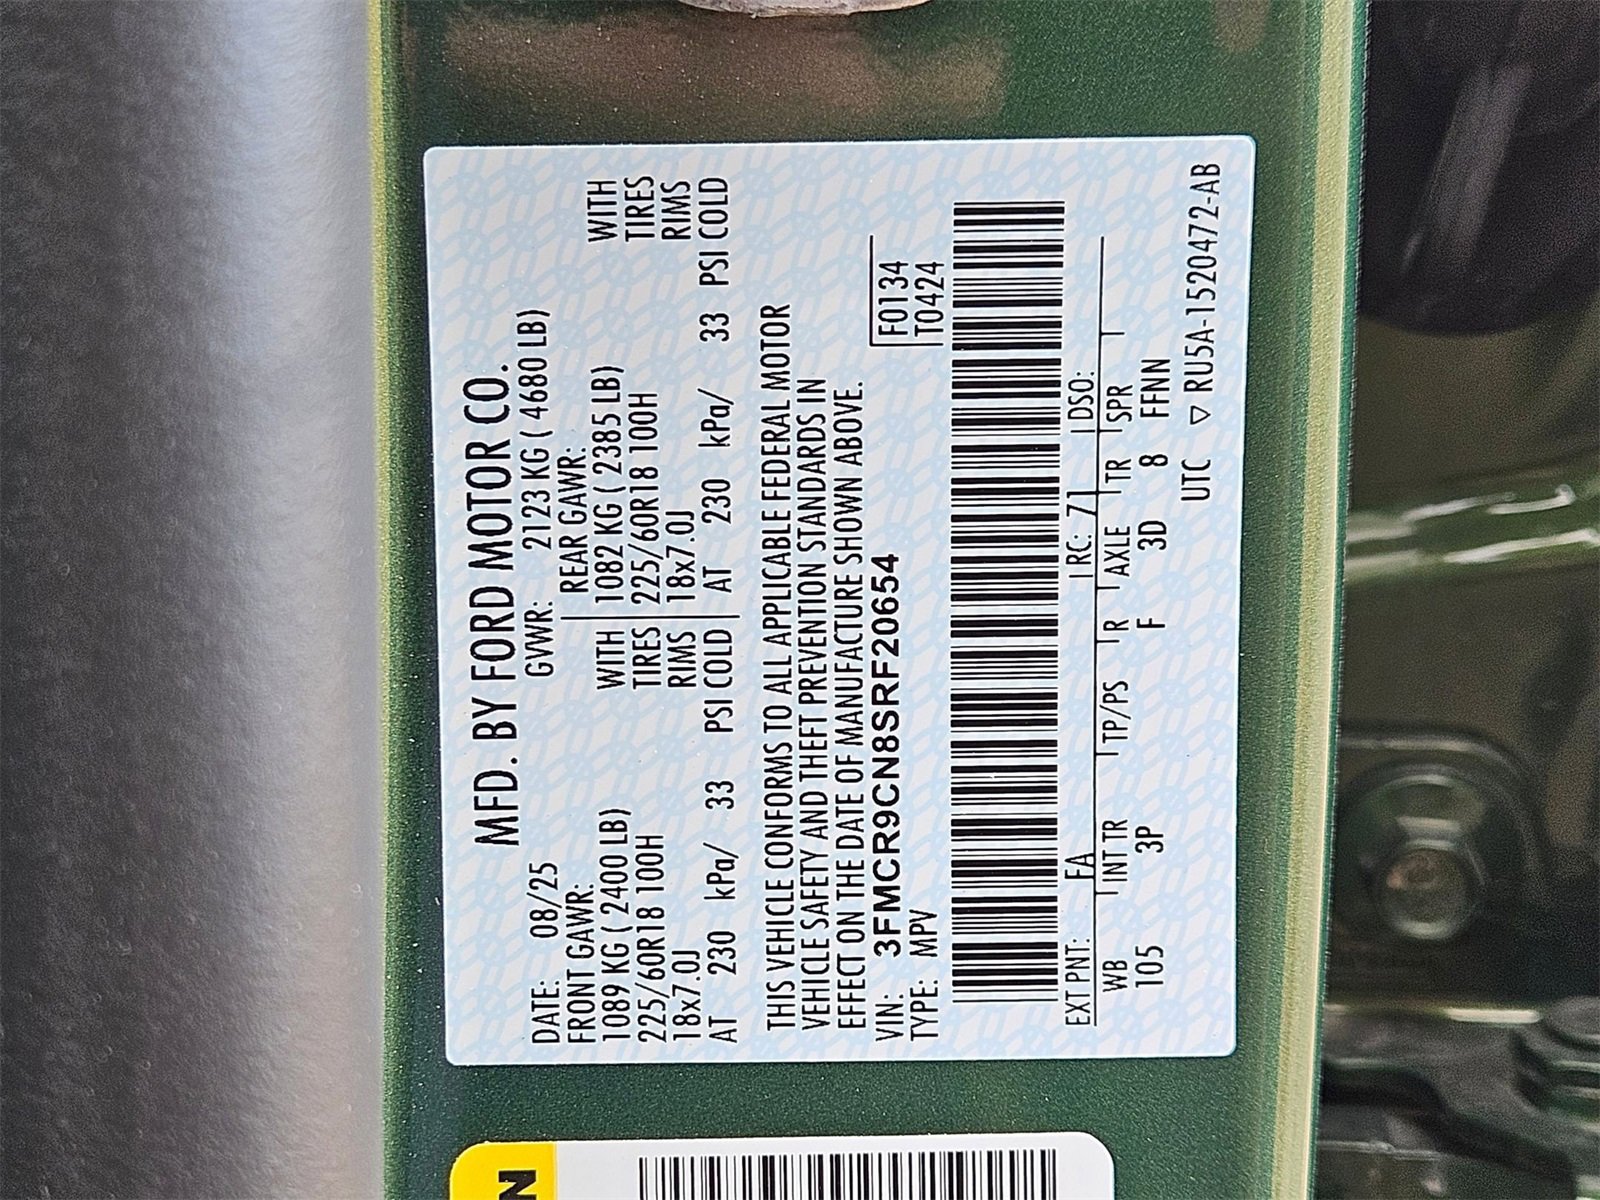 MFD. BY FORD MOTOR CO.
DATE: 08/25 GVWR: 2123 KG ( 4680 LB)
FRONT GAWR: REAR GAWR:
1089 KG ( 2400 LB) WITH 1082 KG ( 2385 LB) WITH
225/60R18 100H TIRES 225/60R18 100H TIRES
18x7.0J RIMS 18x7.0J RIMS
AT 230 kPa/ 33 PSI COLD AT 230 kPa/ 33 PSI COLD
THIS VEHICLE CONFORMS TO ALL APPLICABLE FEDERAL MOTOR
VEHICLE SAFETY AND THEFT PREVENTION STANDARDS IN
EFFECT ON THE DATE OF MANUFACTURE SHOWN ABOVE.
VIN: 3FMCR9CN8SRF20654 F0134
TYPE: MPV T0424
EXT PNT: FA RC: 71 DSO:
WB INT TR TP/PS R AXLE TR SPR
105 3P F 3D 8 FFNN
UTC ▽ RU5A-1520472-AB